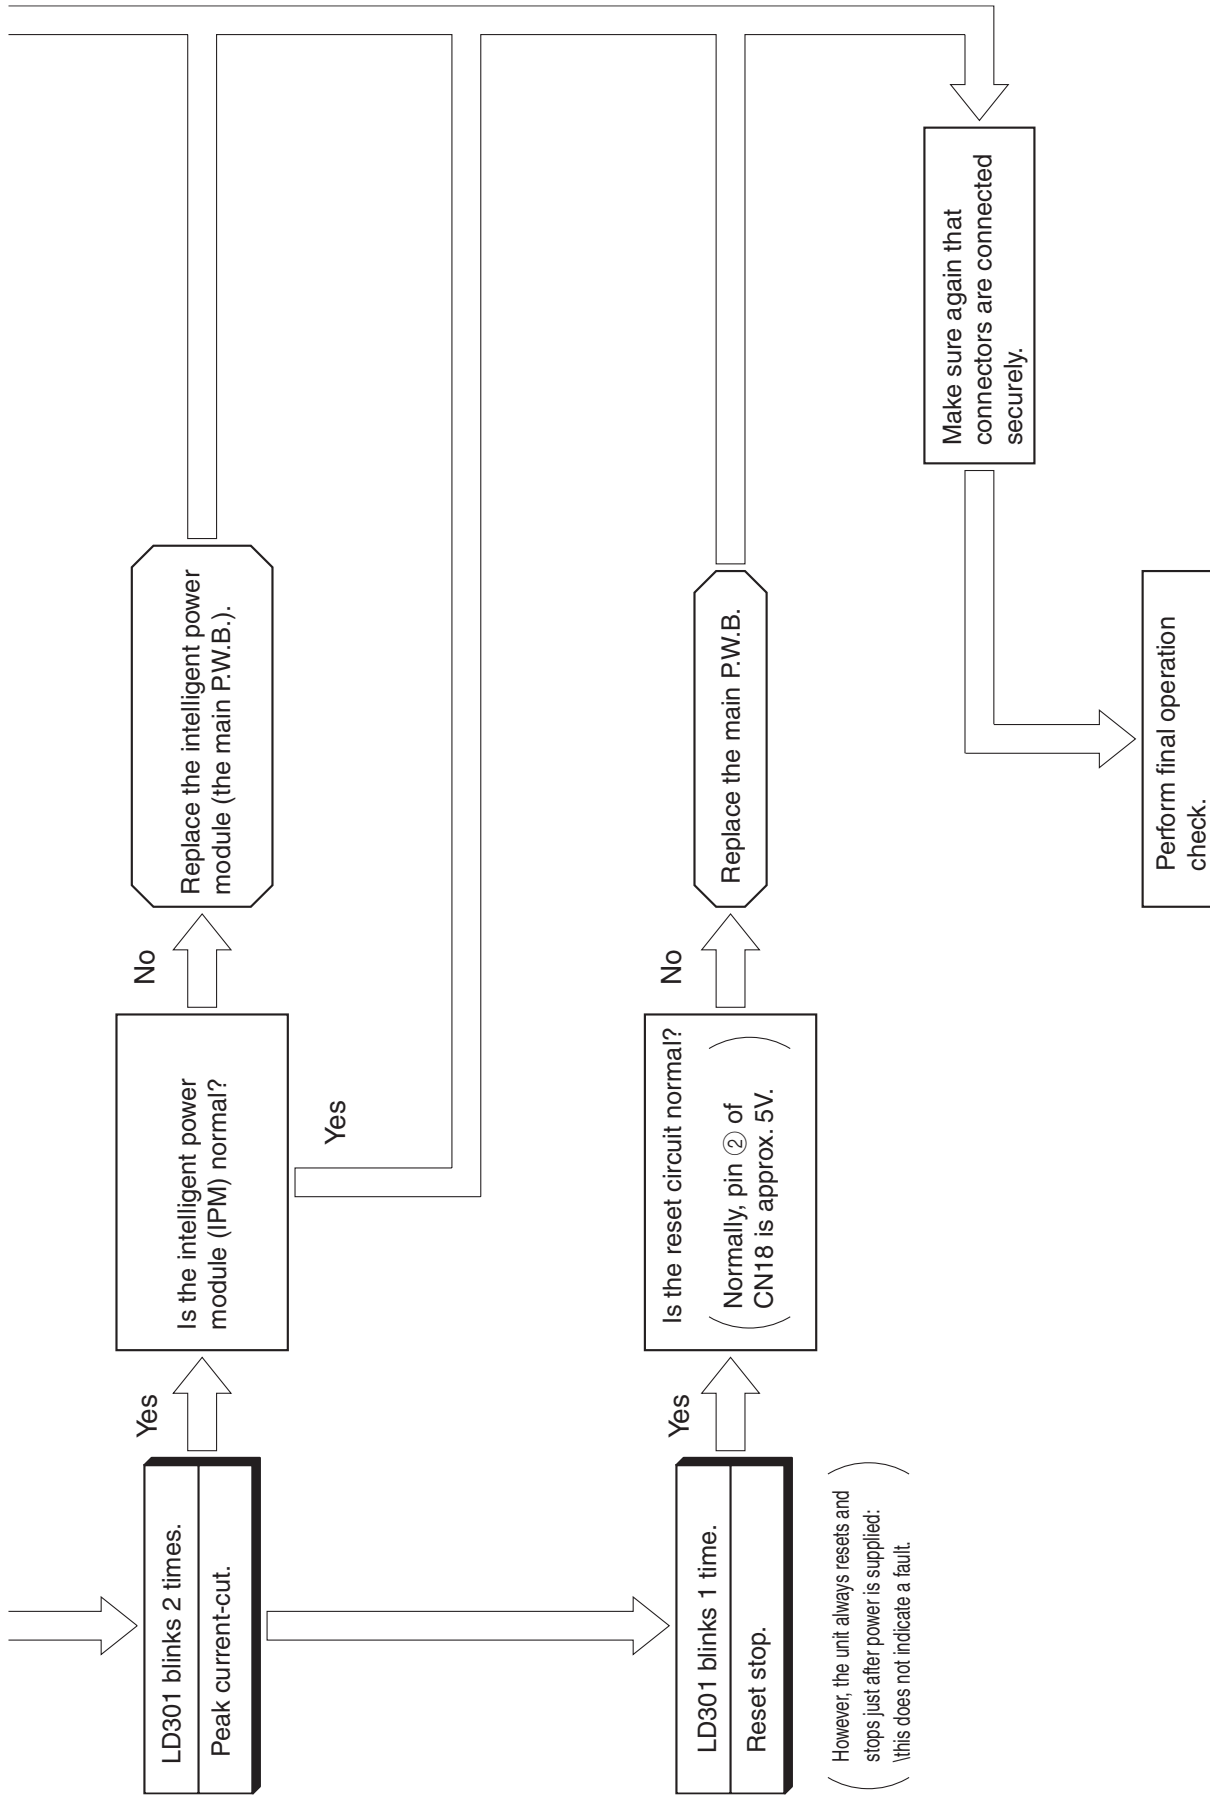 LD301 blinks 2 times.
Peak current-cut.
Yes
Is the intelligent power
module (IPM) normal?
No
Replace the intelligent power
module (the main P.W.B.).
Yes
LD301 blinks 1 time.
Reset stop.
However, the unit always resets and
stops just after power is supplied:
\this does not indicate a fault.
Yes
Is the reset circuit normal?
Normally, pin ② of
CN18 is approx. 5V.
No
Replace the main P.W.B.
Make sure again that
connectors are connected
securely.
Perform final operation
check.